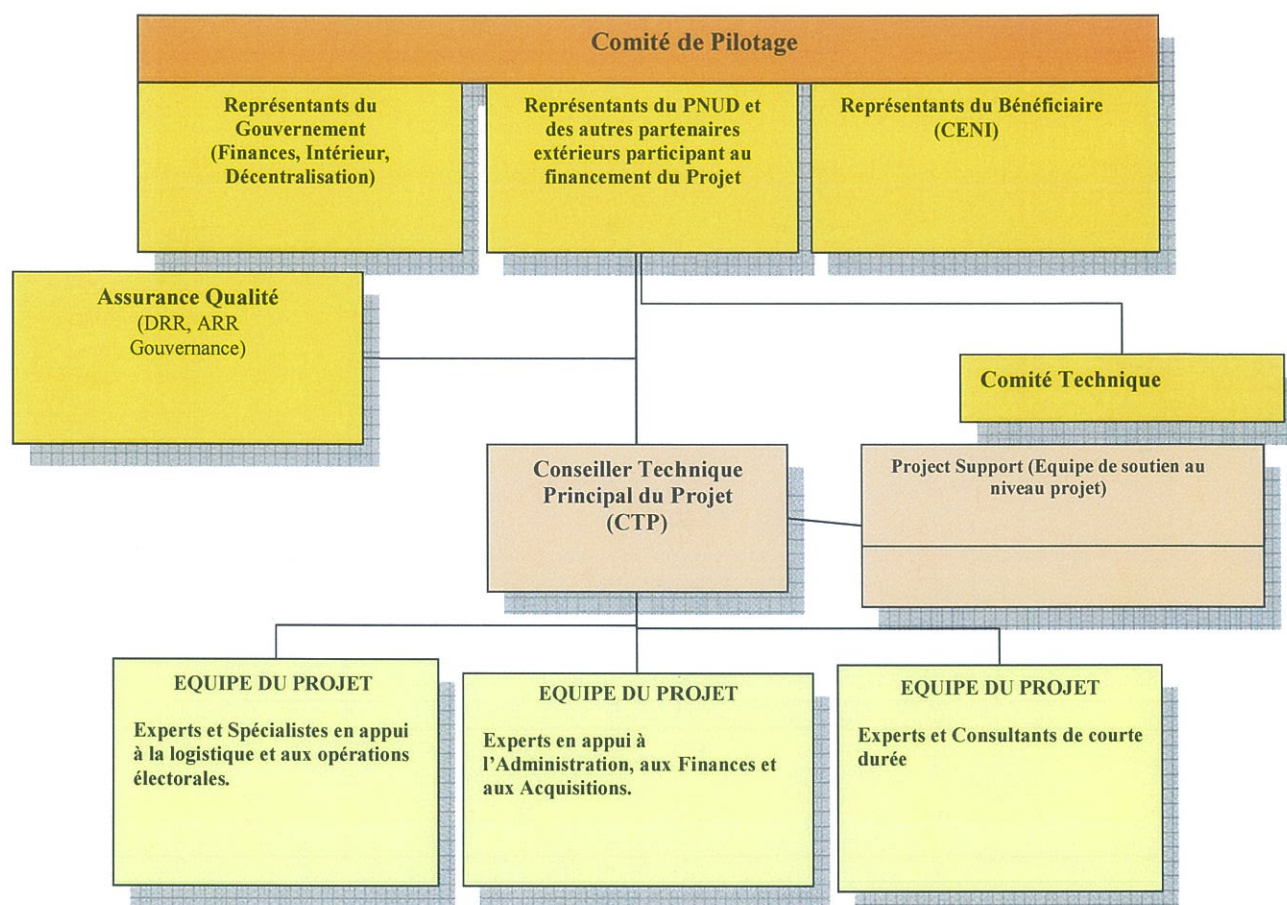 Comité de Pilotage
Représentants du
Gouvernement
(Finances, Intérieur,
Décentralisation)
Représentants du PNUD et
des autres partenaires
extérieurs participant au
financement du Projet
Représentants du Bénéficiaire
(CENI)
Assurance Qualité
(DRR, ARR
Gouvernance)
Comité Technique
Conseiller Technique
Principal du Projet
(CTP)
Project Support (Equipe de soutien au
niveau projet)
EQUIPE DU PROJET
Experts et Spécialistes en appui
à la logistique et aux opérations
électorales.
EQUIPE DU PROJET
Experts en appui à
l’Administration, aux Finances et
aux Acquisitions.
EQUIPE DU PROJET
Experts et Consultants de courte
durée